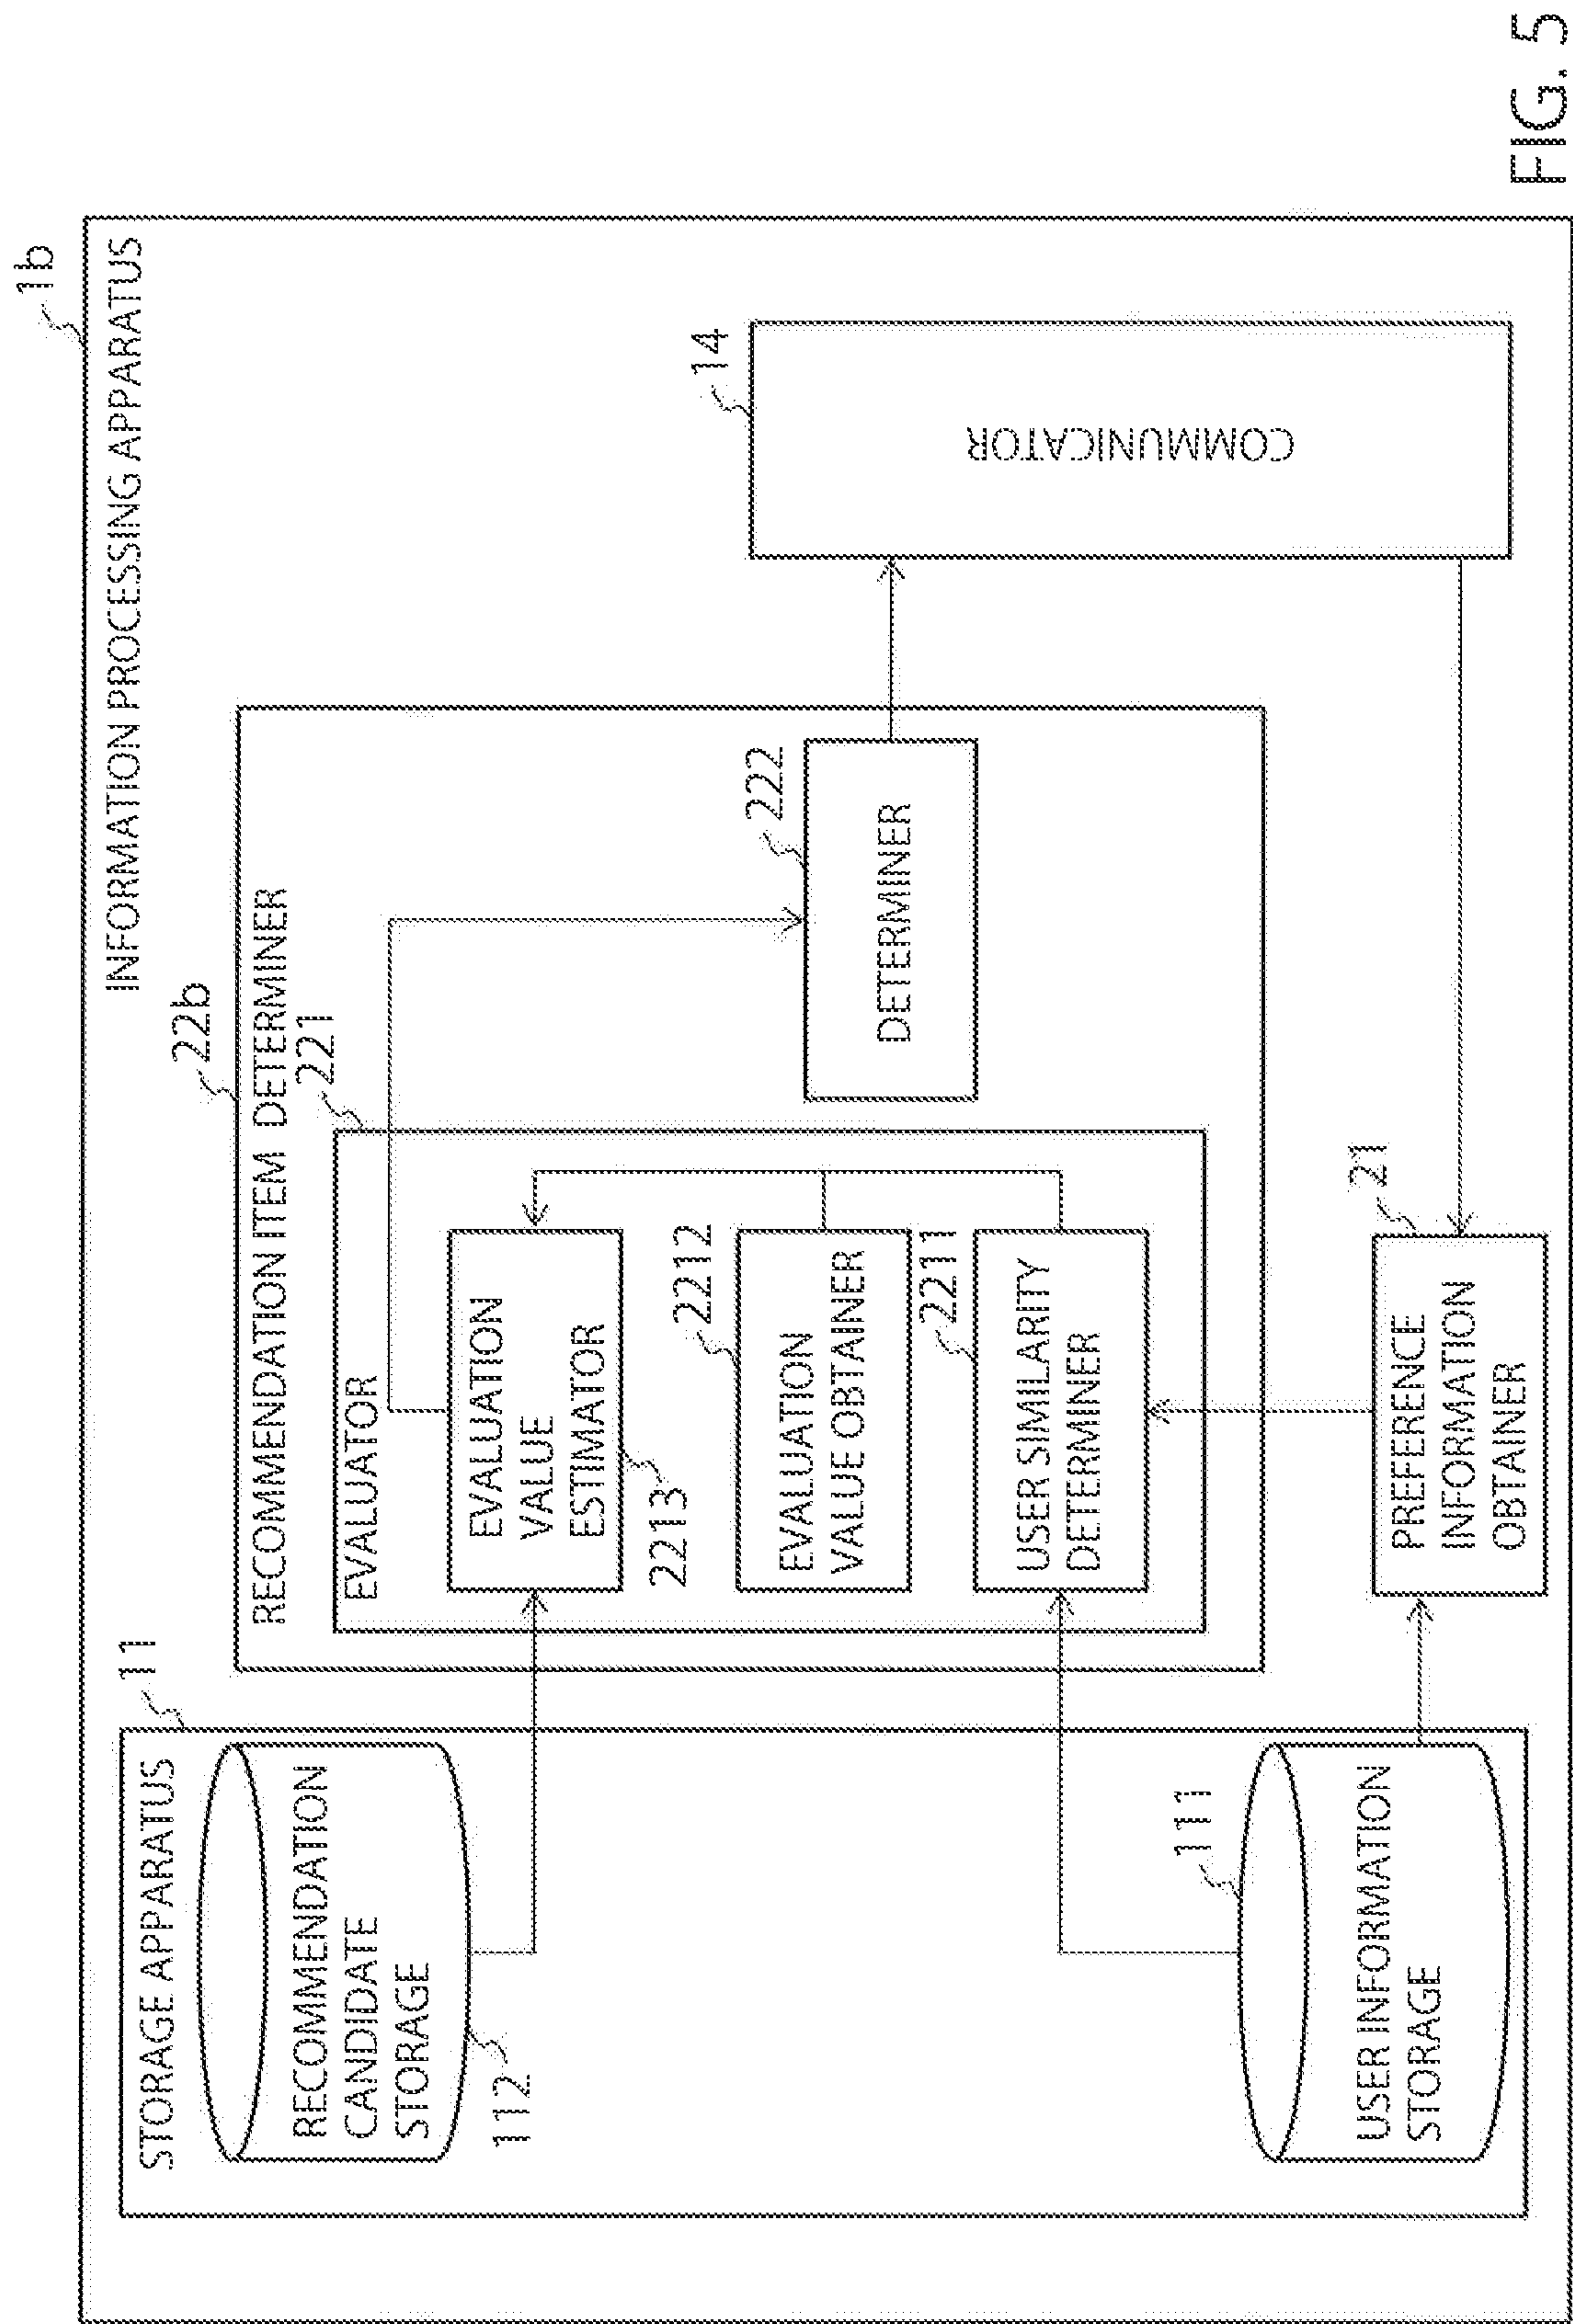 INFORMATION PROCESSING APPARATUS
1b
STORAGE APPARATUS
11
RECOMMENDATION
CANDIDATE
STORAGE
112
USER INFORMATION
STORAGE
111
RECOMMENDATION ITEM DETERMINER
22b
EVALUATOR
221
EVALUATION
VALUE
ESTIMATOR
2213
EVALUATION
VALUE OBTAINER
2212
USER SIMILARITY
DETERMINER
2211
DETERMINER
222
PREFERENCE
INFORMATION
OBTAINER
21
COMMUNICATOR
14
FIG. 5